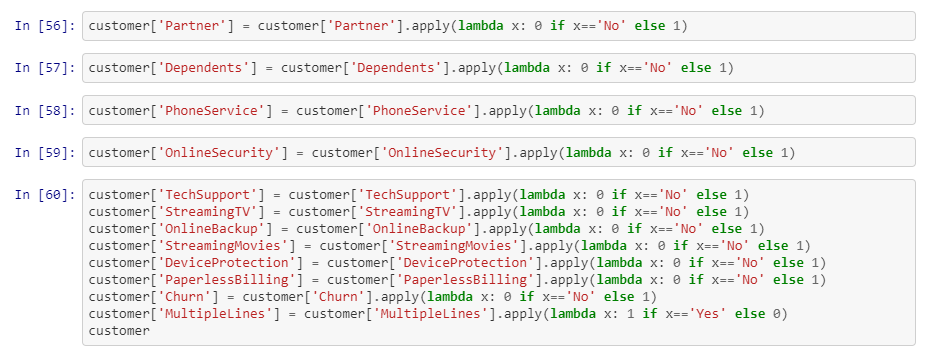 In [56]: customer['Partner'] = customer['Partner'].apply(lambda x: 0 if x=='No' else 1)
In [57]: customer['Dependents'] = customer['Dependents'].apply(lambda x: 0 if x=='No' else 1)
In [58]: customer['PhoneService'] = customer['PhoneService'].apply(lambda x: 0 if x=='No' else 1)
In [59]: customer['OnlineSecurity'] = customer['OnlineSecurity'].apply(lambda x: 0 if x=='No' else 1)
In [60]: customer['TechSupport'] = customer['TechSupport'].apply(lambda x: 0 if x=='No' else 1)
customer['StreamingTV'] = customer['StreamingTV'].apply(lambda x: 0 if x=='No' else 1)
customer['OnlineBackup'] = customer['OnlineBackup'].apply(lambda x: 0 if x=='No' else 1)
customer['StreamingMovies'] = customer['StreamingMovies'].apply(lambda x: 0 if x=='No' else 1)
customer['DeviceProtection'] = customer['DeviceProtection'].apply(lambda x: 0 if x=='No' else 1)
customer['PaperlessBilling'] = customer['PaperlessBilling'].apply(lambda x: 0 if x=='No' else 1)
customer['Churn'] = customer['Churn'].apply(lambda x: 0 if x=='No' else 1)
customer['MultipleLines'] = customer['MultipleLines'].apply(lambda x: 1 if x=='Yes' else 0)
customer